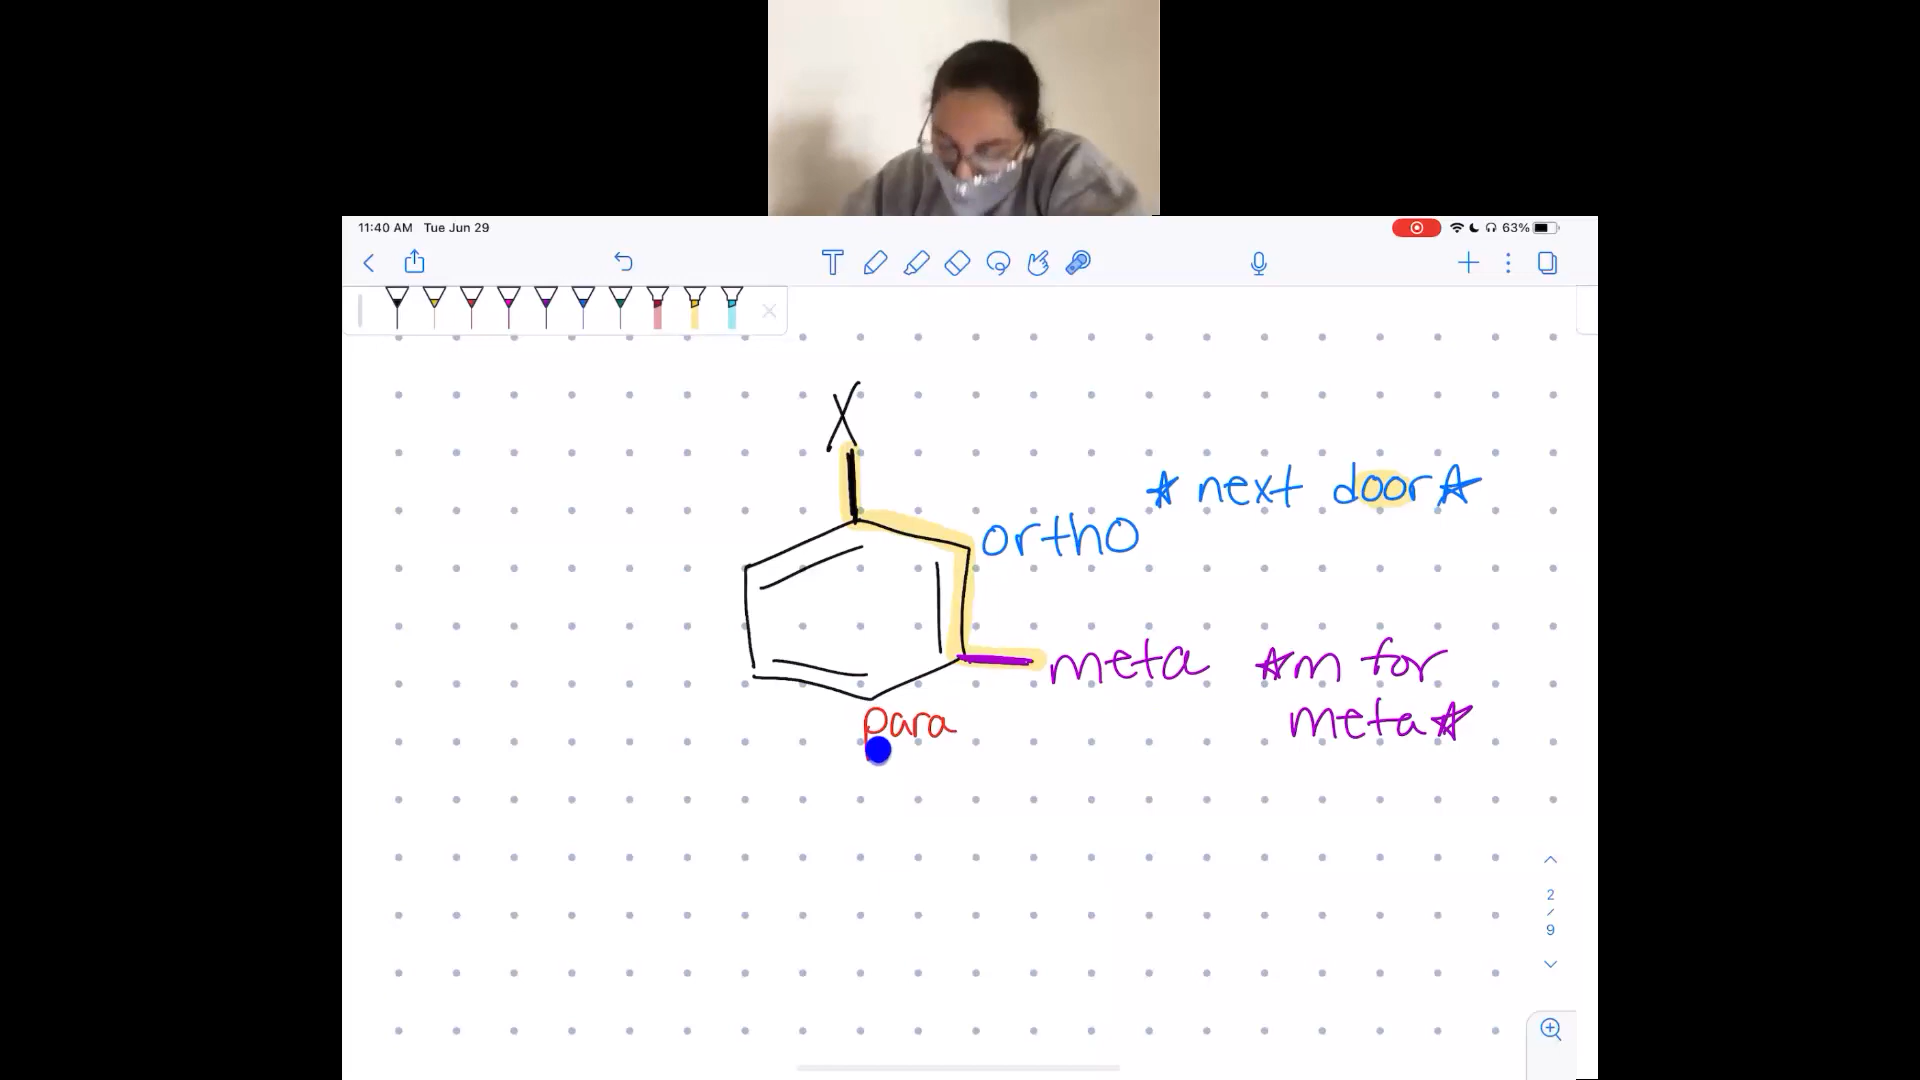 11:40 AM Tue Jun 29
63%
T
X
☆ next door ☆
ortho
meta ☆ m for
meta ☆
para
2
/
9